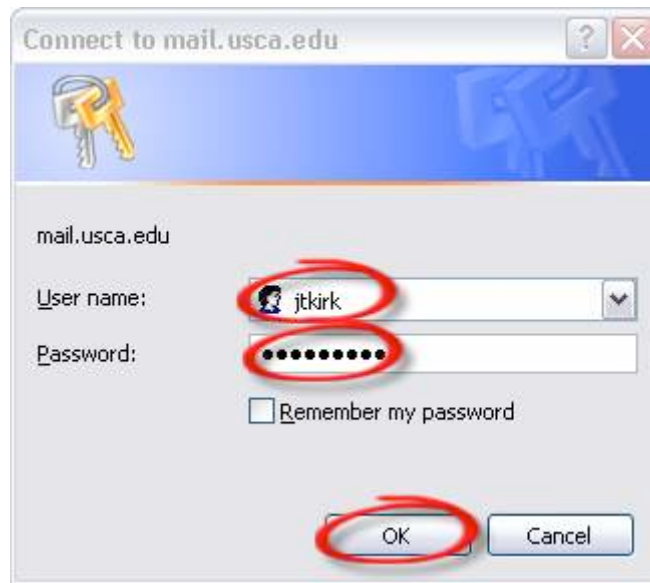 Connect to mail.usca.edu
mail.usca.edu
User name: jtkirk
Password: •••••••••
Remember my password
OK Cancel